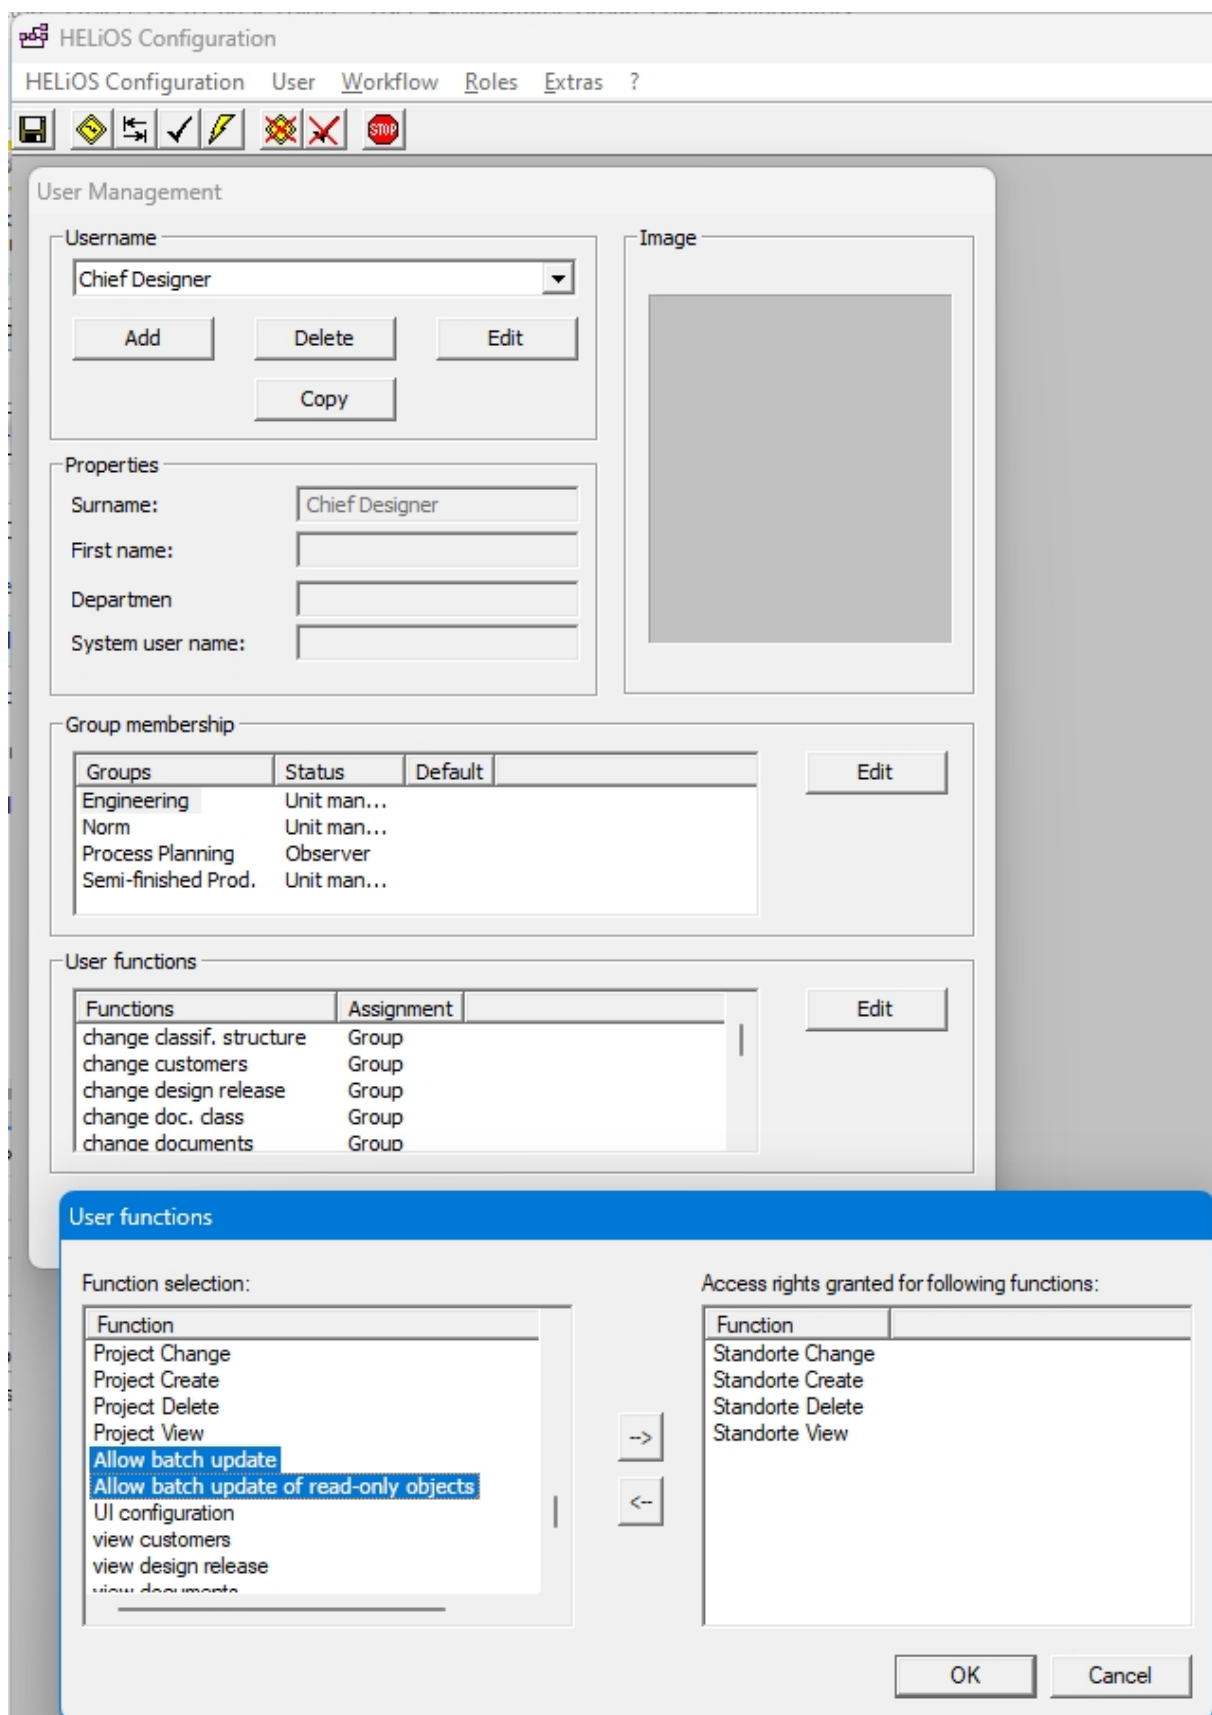 HELiOS Configuration
HELiOS Configuration User Workflow Roles Extras ?
STOP
User Management
Username
Image
Chief Designer
Add Delete Edit
Copy
Properties
Surname: Chief Designer
First name:
Departmen
System user name:
Group membership
Groups Status Default
Edit
Engineering Unit man...
Norm Unit man...
Process Planning Observer
Semi-finished Prod. Unit man...
User functions
Functions Assignment
Edit
change classif. structure Group
change customers Group
change design release Group
change doc. class Group
change documents Group
User functions
Function selection:
Access rights granted for following functions:
Function
Function
Project Change
Standorte Change
Project Create
Standorte Create
Project Delete
Standorte Delete
Project View
Standorte View
-->
Allow batch update
Allow batch update of read-only objects
<--
UI configuration
view customers
view design release
view documents
OK Cancel